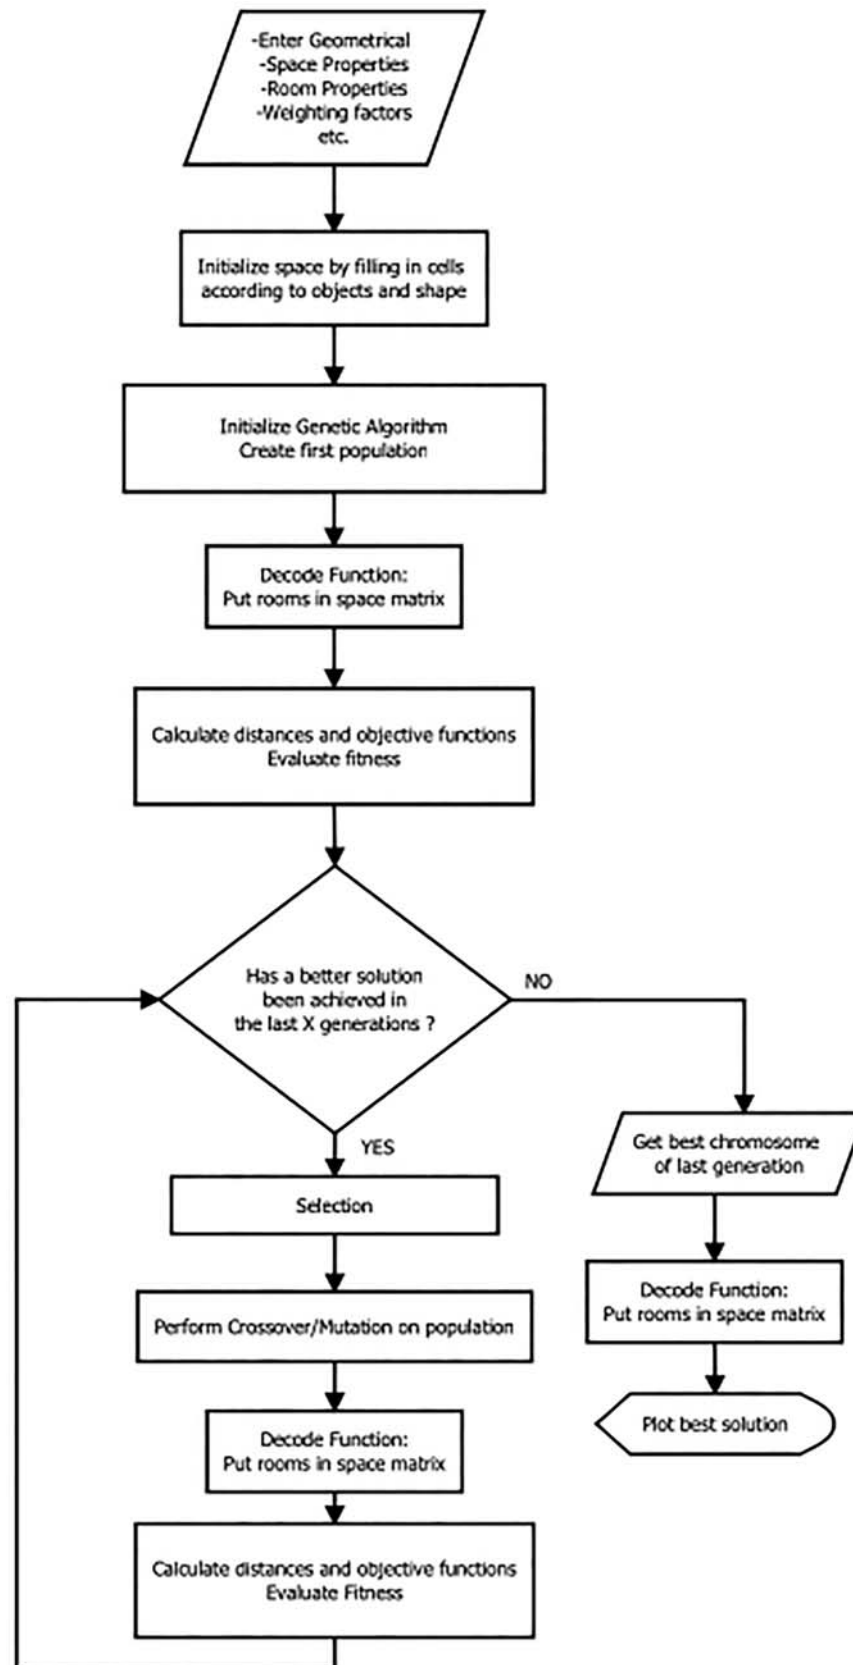 -Enter Geometrical
-Space Properties
-Room Properties
-Weighting factors
etc.
Initialize space by filling in cells
according to objects and shape
Initialize Genetic Algorithm
Create first population
Decode Function:
Put rooms in space matrix
Calculate distances and objective functions
Evaluate fitness
Has a better solution
been achieved in
the last X generations ?
NO
YES
Get best chromosome
of last generation
Selection
Decode Function:
Put rooms in space matrix
Perform Crossover/Mutation on population
Plot best solution
Decode Function:
Put rooms in space matrix
Calculate distances and objective functions
Evaluate Fitness